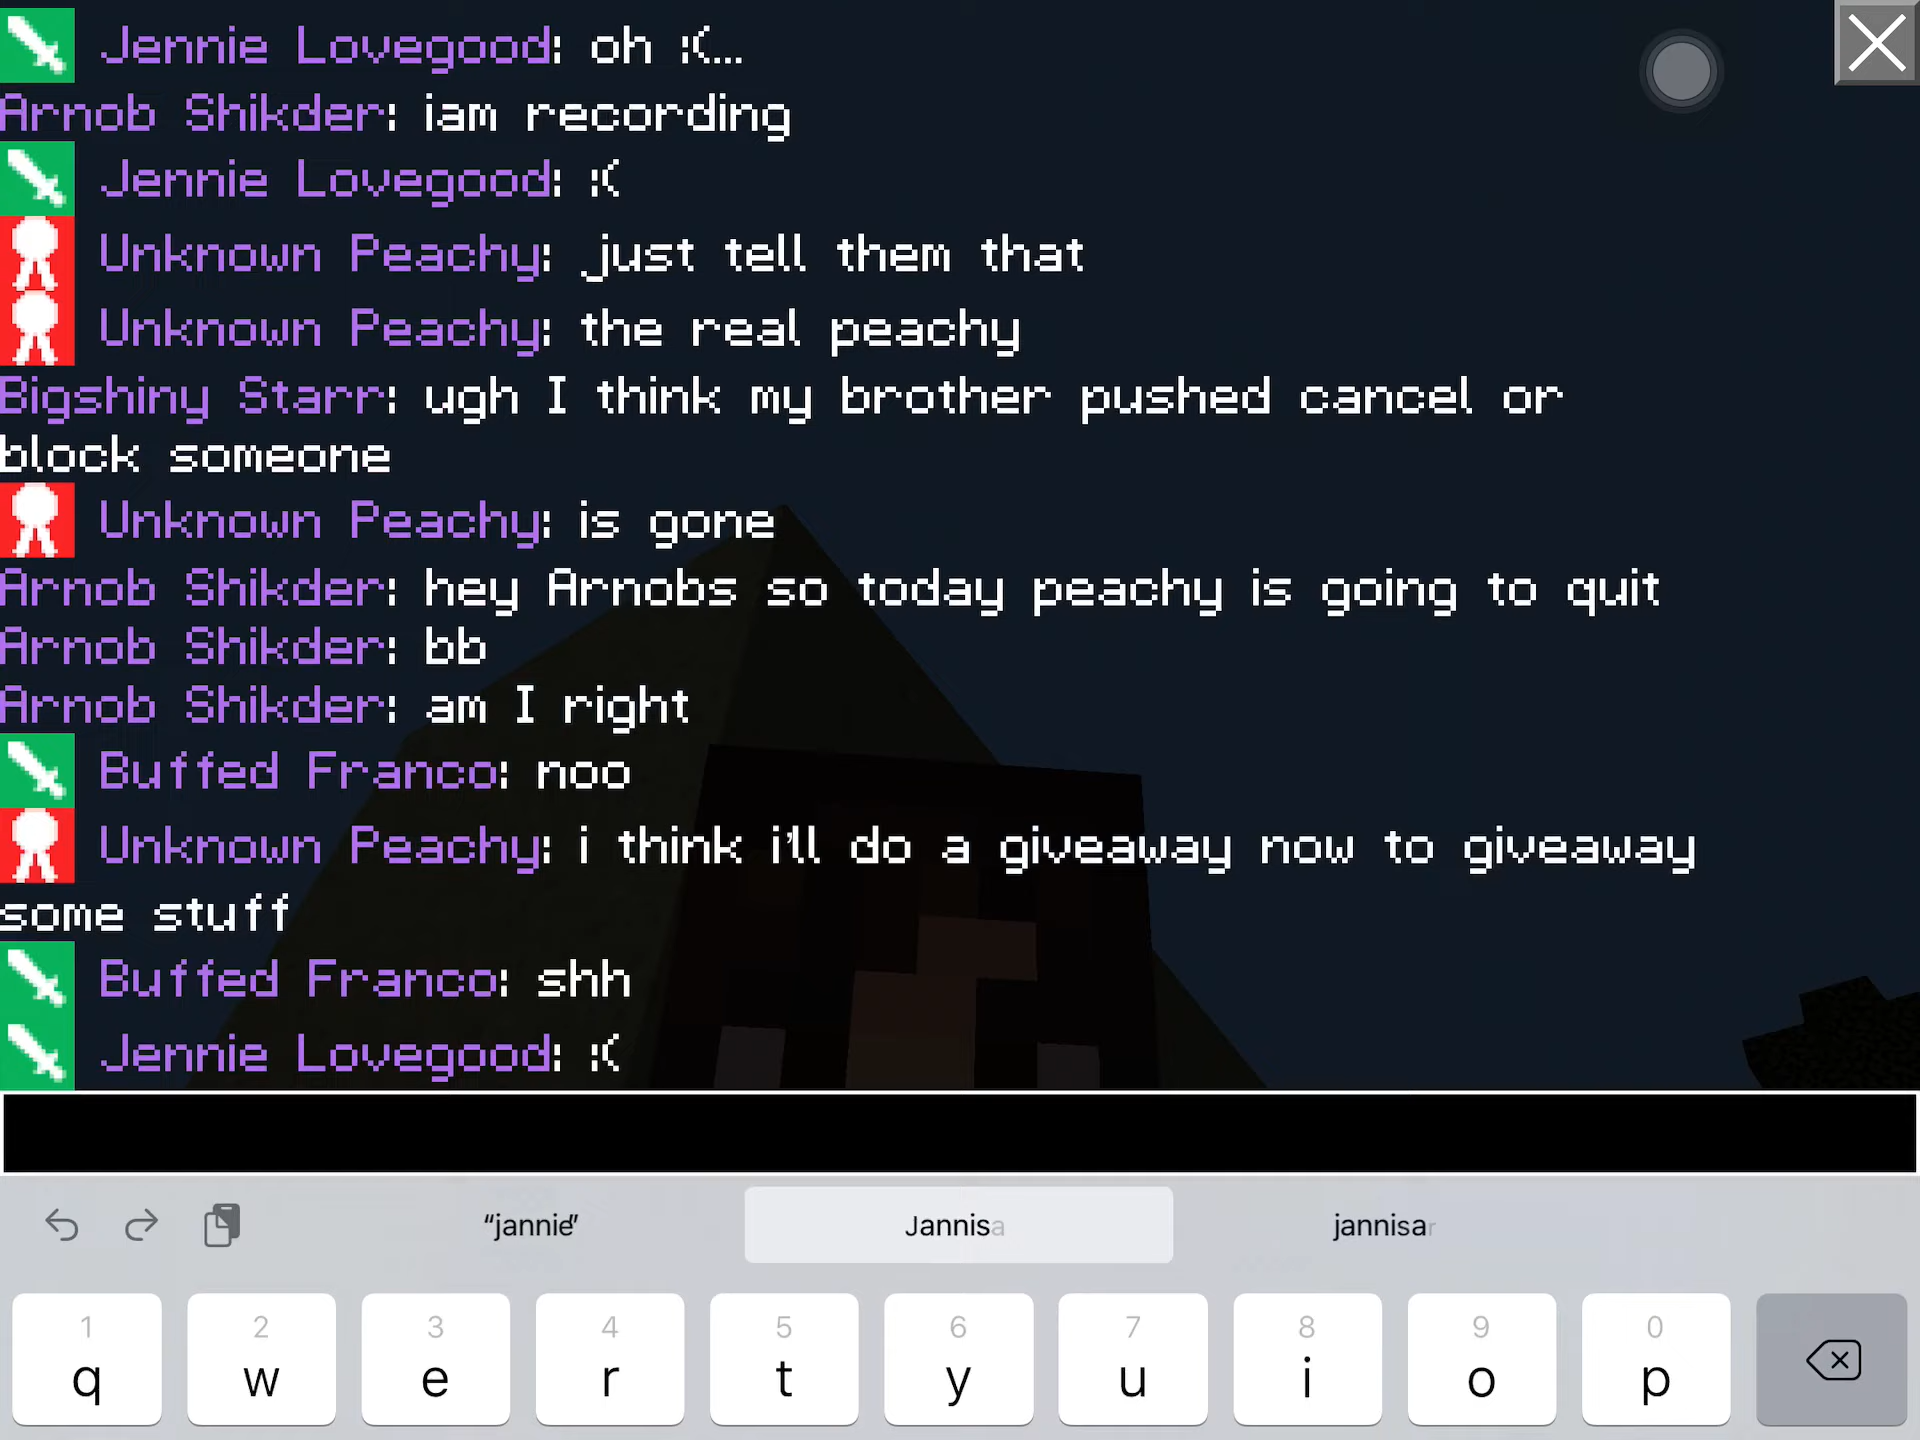 Jennie Lovegood: oh :(...
Arnob Shikder: iam recording
Jennie Lovegood: :(
Unknown Peachy: just tell them that
Unknown Peachy: the real peachy
Bigshiny Starr: ugh I think my brother pushed cancel or
block someone
Unknown Peachy: is gone
Arnob Shikder: hey Arnobs so today peachy is going to quit
Arnob Shikder: bb
Arnob Shikder: am I right
Buffed Franco: noo
Unknown Peachy: i think i'll do a giveaway now to giveaway
some stuff
Buffed Franco: shh
Jennie Lovegood: :(
“jannie” Jannisa jannisar
1 2 3 4 5 6 7 8 9 0
q w e r t y u i o p